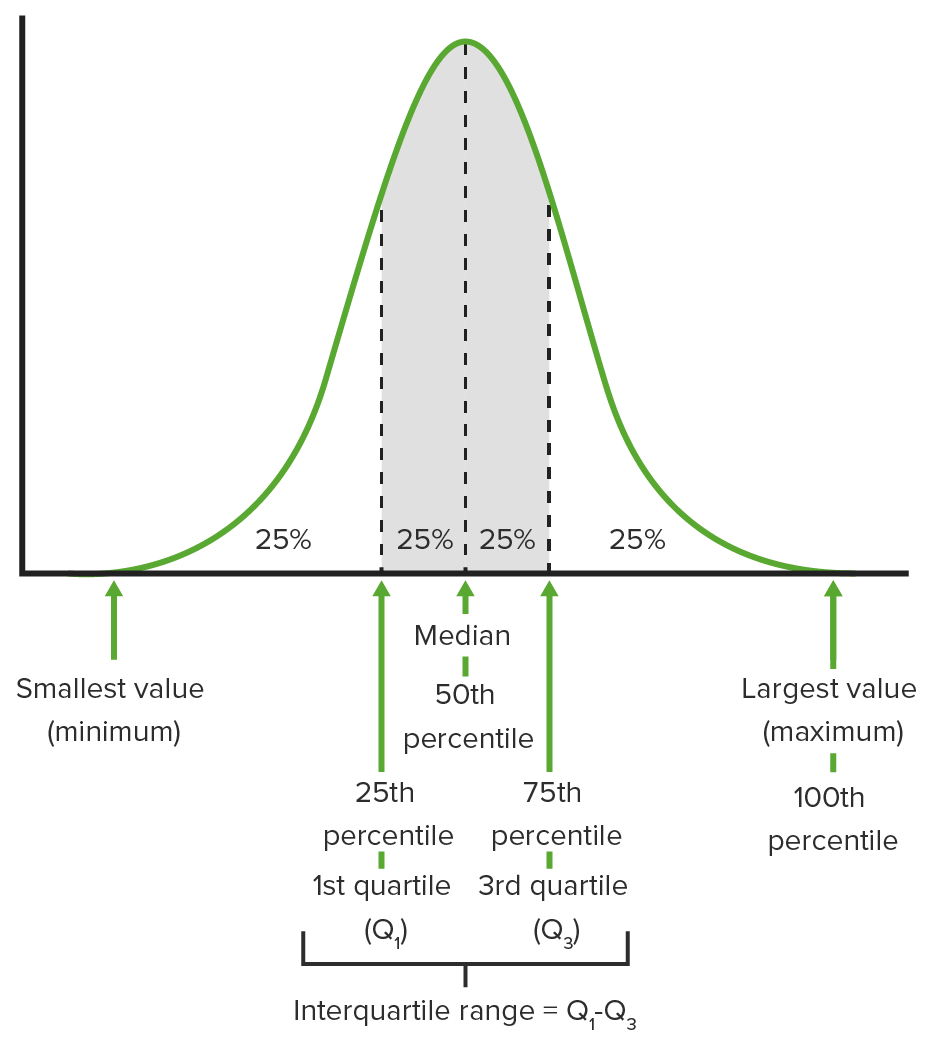 25%
25%
25%
25%
Median
Smallest value
(minimum)
50th
percentile
Largest value
(maximum)
25th
percentile
75th
percentile
100th
percentile
1st quartile
(Q₁)
3rd quartile
(Q₃)
Interquartile range = Q₁-Q₃